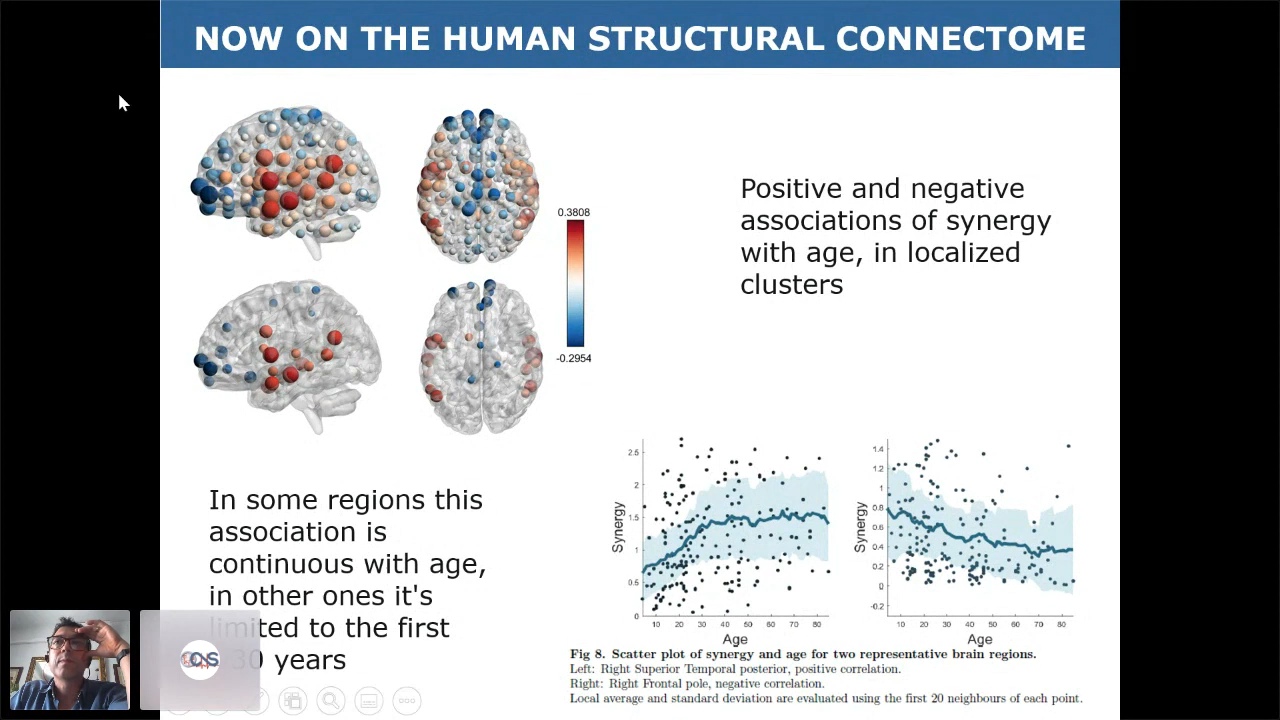 NOW ON THE HUMAN STRUCTURAL CONNECTOME
0.3808
-0.2954
Positive and negative
associations of synergy
with age, in localized
clusters
In some regions this
association is
continuous with age,
in other ones it's
limited to the first
30 years
Synergy
2.5
2
1.5
1
0.5
0
10 20 30 40 50 60 70 80
Age
Synergy
1.4
1.2
1
0.8
0.6
0.4
0.2
0
-0.2
10 20 30 40 50 60 70 80
Age
Fig 8. Scatter plot of synergy and age for two representative brain regions.
Left: Right Superior Temporal posterior, positive correlation.
Right: Right Frontal pole, negative correlation.
Local average and standard deviation are evaluated using the first 20 neighbours of each point.